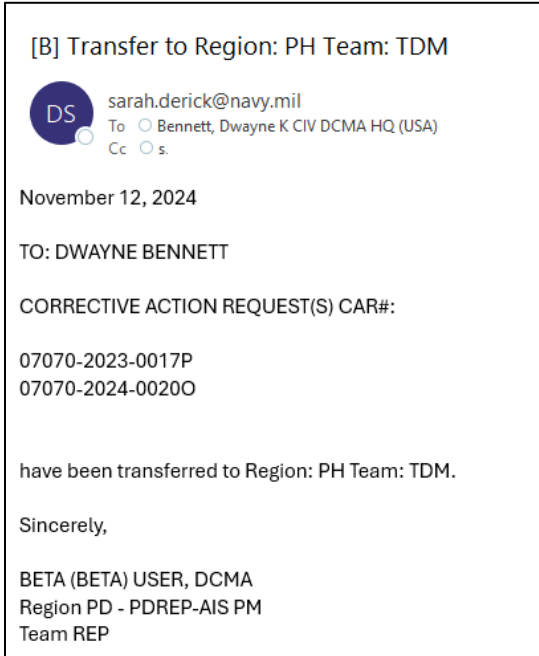 [B] Transfer to Region: PH Team: TDM
DS
sarah.derick@navy.mil
To Bennett, Dwayne K CIV DCMA HQ (USA)
Cc s.
November 12, 2024
TO: DWAYNE BENNETT
CORRECTIVE ACTION REQUEST(S) CAR#:
07070-2023-0017P
07070-2024-0020O
have been transferred to Region: PH Team: TDM.
Sincerely,
BETA (BETA) USER, DCMA
Region PD - PDREP-AIS PM
Team REP